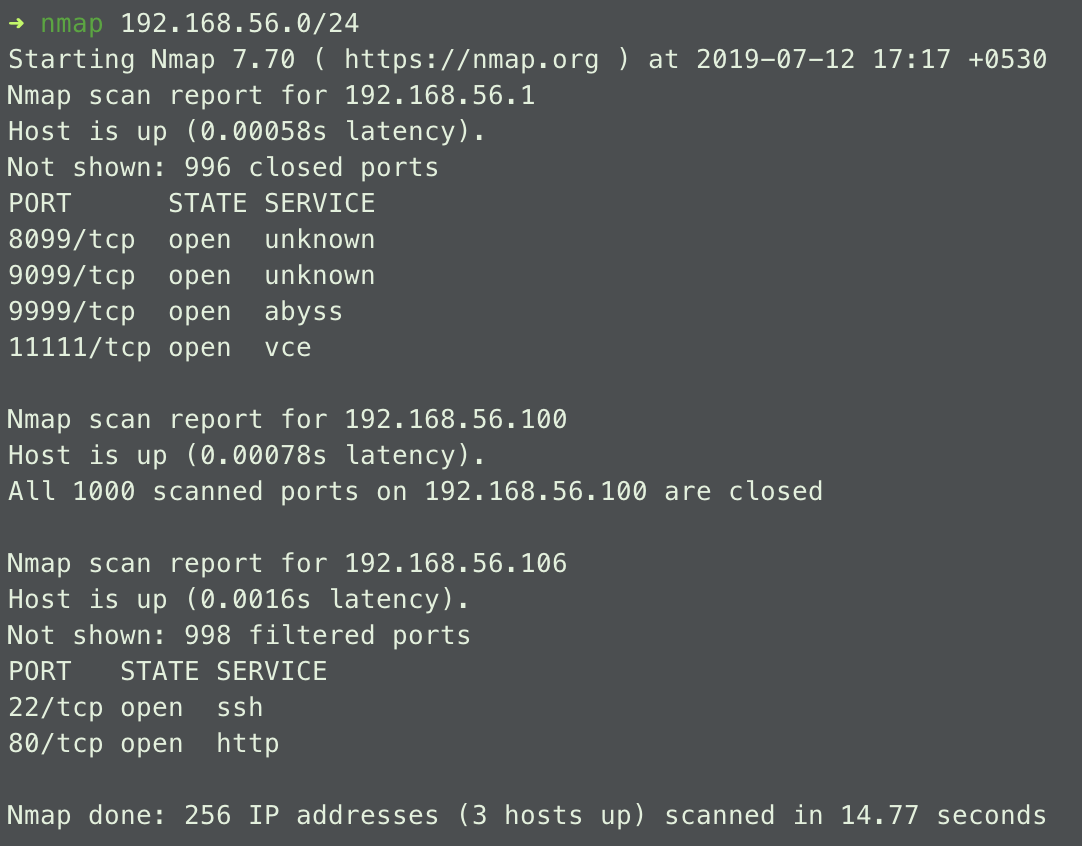 ➜ nmap 192.168.56.0/24
Starting Nmap 7.70 ( https://nmap.org ) at 2019-07-12 17:17 +0530
Nmap scan report for 192.168.56.1
Host is up (0.00058s latency).
Not shown: 996 closed ports
PORT      STATE SERVICE
8099/tcp  open  unknown
9099/tcp  open  unknown
9999/tcp  open  abyss
11111/tcp open  vce

Nmap scan report for 192.168.56.100
Host is up (0.00078s latency).
All 1000 scanned ports on 192.168.56.100 are closed

Nmap scan report for 192.168.56.106
Host is up (0.0016s latency).
Not shown: 998 filtered ports
PORT   STATE SERVICE
22/tcp open  ssh
80/tcp open  http

Nmap done: 256 IP addresses (3 hosts up) scanned in 14.77 seconds